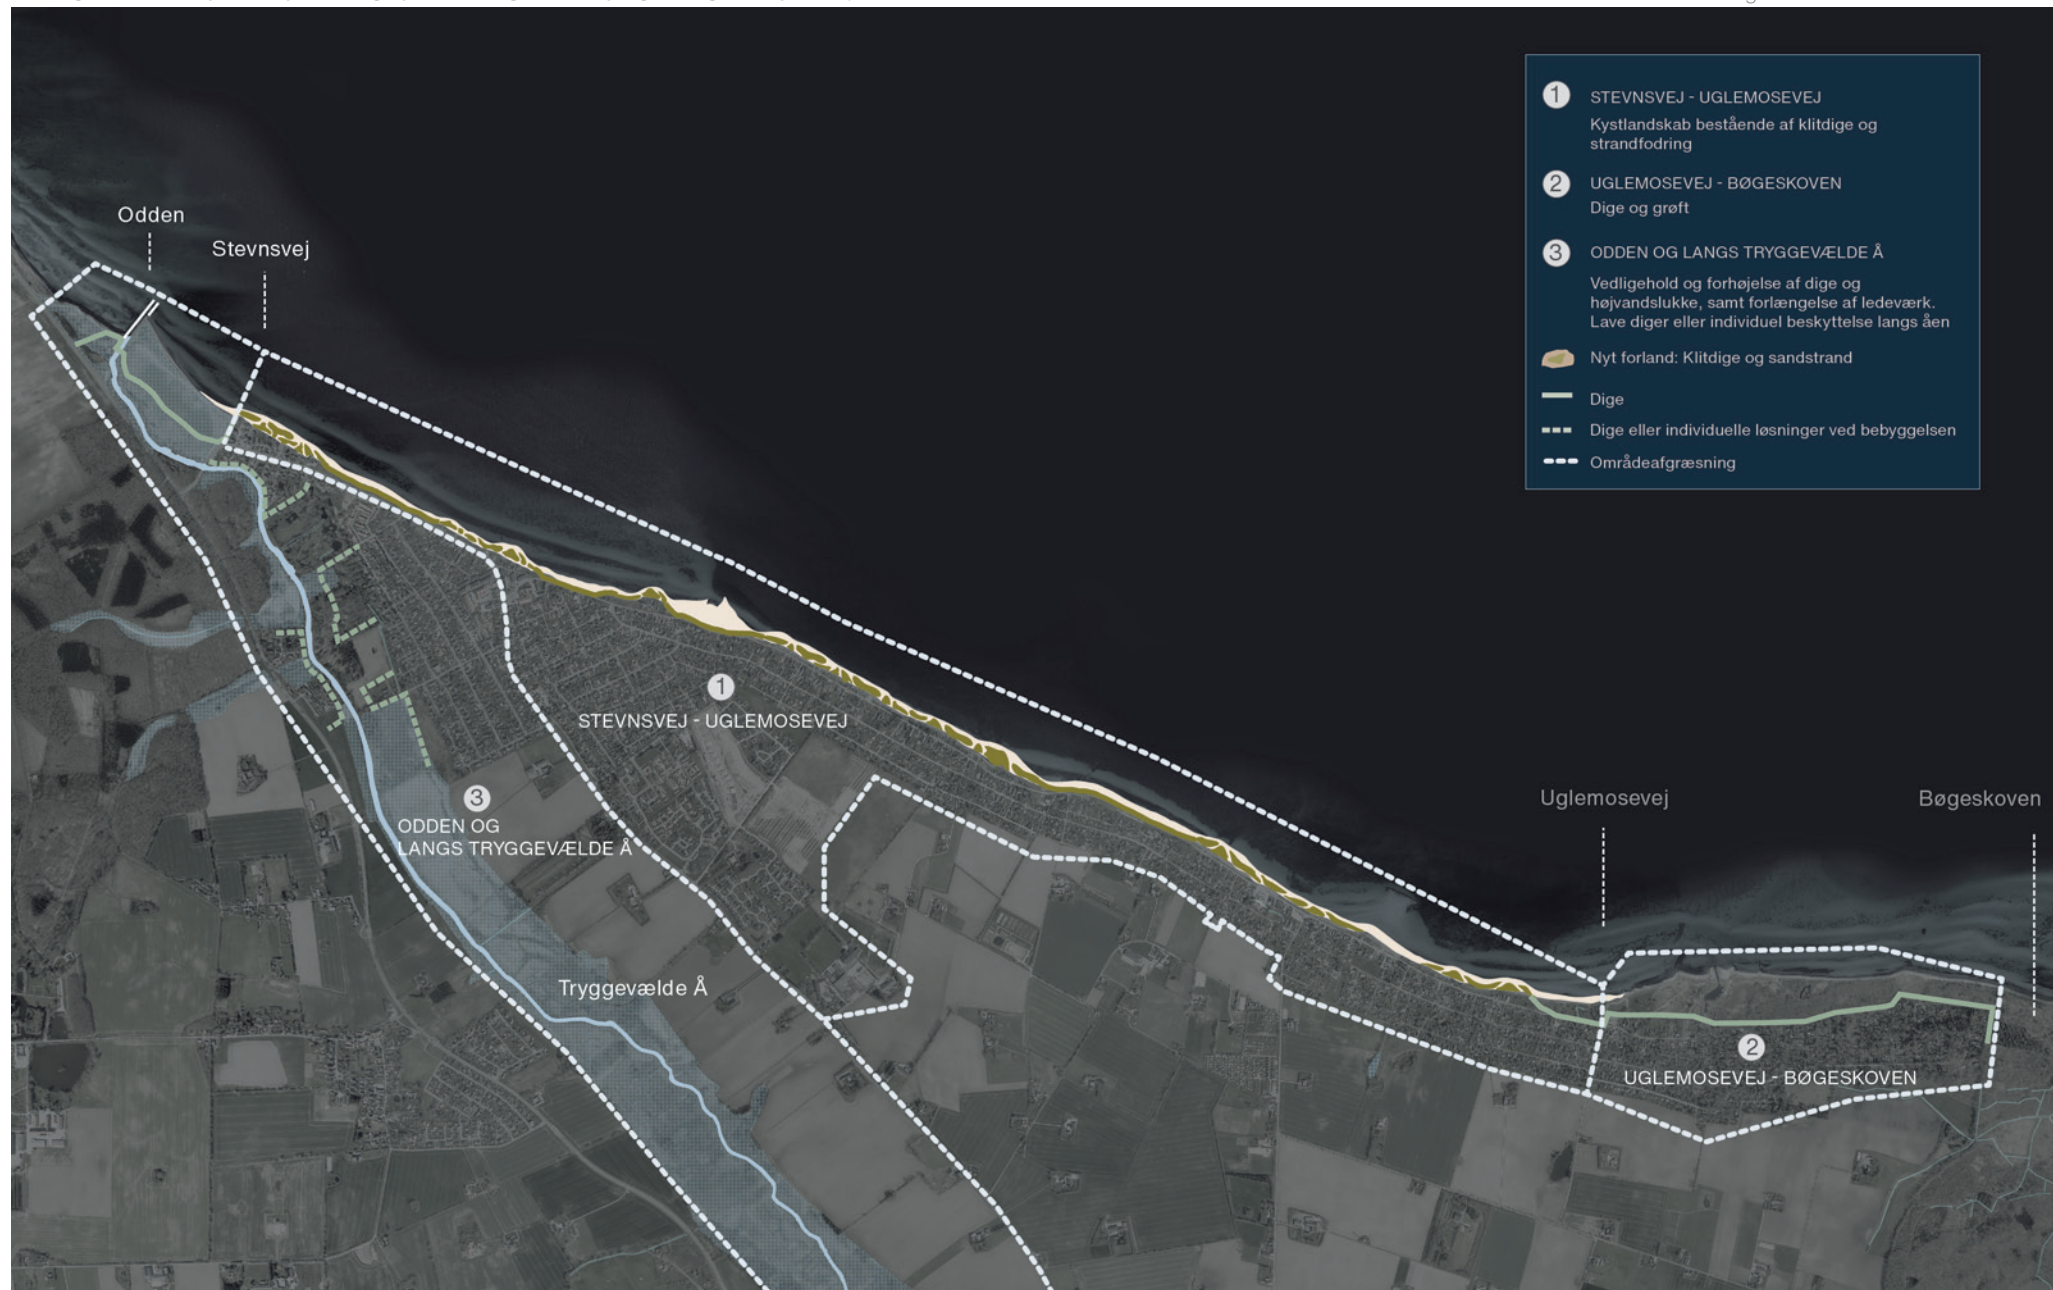 1 STEVNSVEJ - UGLEMOSEVEJ
Kystlandskab bestående af klitdige og
strandfodring
2 UGLEMOSEVEJ - BØGESKOVEN
Dige og grøft
3 ODDEN OG LANGS TRYGGEVÆLDE Å
Vedligehold og forhøjelse af dige og
højvandslukke, samt forlængelse af ledeværk.
Lave diger eller individuel beskyttelse langs åen
Nyt forland: Klitdige og sandstrand
Dige
Dige eller individuelle løsninger ved bebyggelsen
Områdeafgræsning
Odden
Stevnsvej
1
STEVNSVEJ - UGLEMOSEVEJ
3
ODDEN OG
LANGS TRYGGEVÆLDE Å
Uglemosevej
Bøgeskoven
Tryggevælde Å
2
UGLEMOSEVEJ - BØGESKOVEN